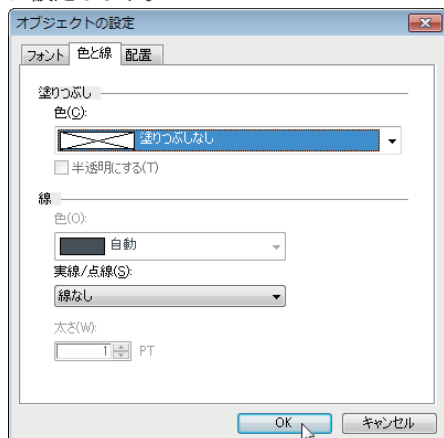 オブジェクトの設定
フォント 色と線 配置
塗りつぶし
色(C):
塗りつぶしなし
半透明にする(T)
線
色(O):
自動
実線/点線(S):
線なし
太さ(W):
1 PT
OK キャンセル